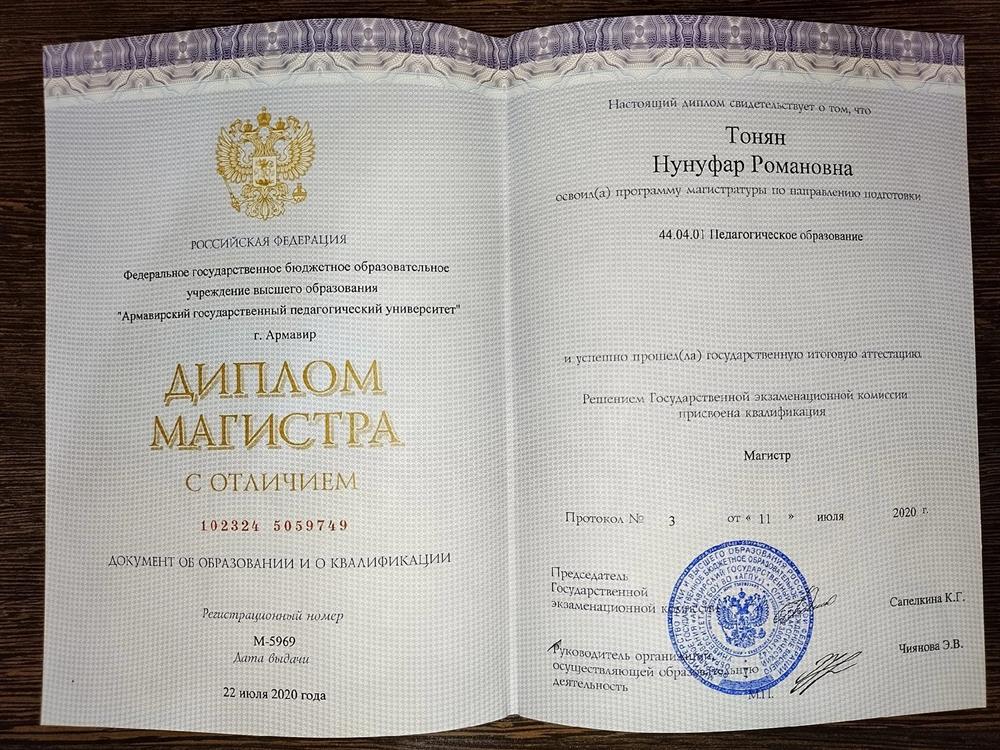 РОССИЙСКАЯ ФЕДЕРАЦИЯ
Федеральное государственное бюджетное образовательное
учреждение высшего образования
"Армавирский государственный педагогический университет"
г. Армавир
ДИПЛОМ
МАГИСТРА
С ОТЛИЧИЕМ
102324 5059749
ДОКУМЕНТ ОБ ОБРАЗОВАНИИ И О КВАЛИФИКАЦИИ
Регистрационный номер
М-5969
Дата выдачи
22 июля 2020 года
Настоящий диплом свидетельствует о том, что
Тонян
Нунуфар Романовна
освоил(а) программу магистратуры по направлению подготовки
44.04.01 Педагогическое образование
и успешно прошел(ла) государственную итоговую аттестацию.
Решением Государственной экзаменационной комиссии
присвоена квалификация
Магистр
Протокол № 3 от « 11 » июля 2020 г.
Председатель
Государственной
экзаменационной комиссии
Сапелкина К.Г.
Руководитель организации,
осуществляющей образовательную
деятельность
Чиянова Э.В.
М.П.